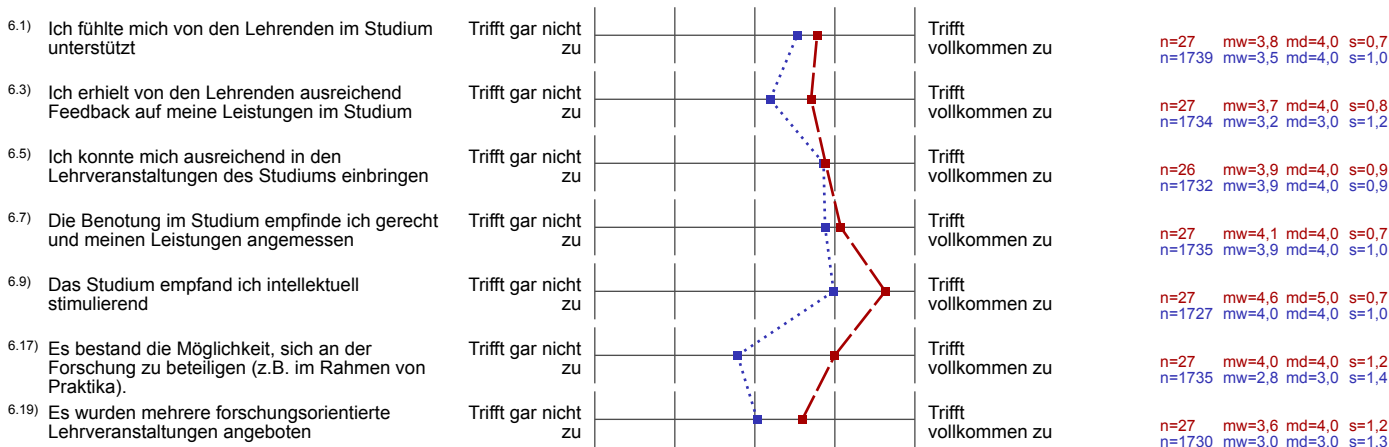 6.1) Ich fühlte mich von den Lehrenden im Studium unterstützt
Trifft gar nicht zu
Trifft vollkommen zu
n=27 mw=3,8 md=4,0 s=0,7
n=1739 mw=3,5 md=4,0 s=1,0
6.3) Ich erhielt von den Lehrenden ausreichend Feedback auf meine Leistungen im Studium
Trifft gar nicht zu
Trifft vollkommen zu
n=27 mw=3,7 md=4,0 s=0,8
n=1734 mw=3,2 md=3,0 s=1,2
6.5) Ich konnte mich ausreichend in den Lehrveranstaltungen des Studiums einbringen
Trifft gar nicht zu
Trifft vollkommen zu
n=26 mw=3,9 md=4,0 s=0,9
n=1732 mw=3,9 md=4,0 s=0,9
6.7) Die Benotung im Studium empfinde ich gerecht und meinen Leistungen angemessen
Trifft gar nicht zu
Trifft vollkommen zu
n=27 mw=4,1 md=4,0 s=0,7
n=1735 mw=3,9 md=4,0 s=1,0
6.9) Das Studium empfand ich intellektuell stimulierend
Trifft gar nicht zu
Trifft vollkommen zu
n=27 mw=4,6 md=5,0 s=0,7
n=1727 mw=4,0 md=4,0 s=1,0
6.17) Es bestand die Möglichkeit, sich an der Forschung zu beteiligen (z.B. im Rahmen von Praktika).
Trifft gar nicht zu
Trifft vollkommen zu
n=27 mw=4,0 md=4,0 s=1,2
n=1735 mw=2,8 md=3,0 s=1,4
6.19) Es wurden mehrere forschungsorientierte Lehrveranstaltungen angeboten
Trifft gar nicht zu
Trifft vollkommen zu
n=27 mw=3,6 md=4,0 s=1,2
n=1730 mw=3,0 md=3,0 s=1,3